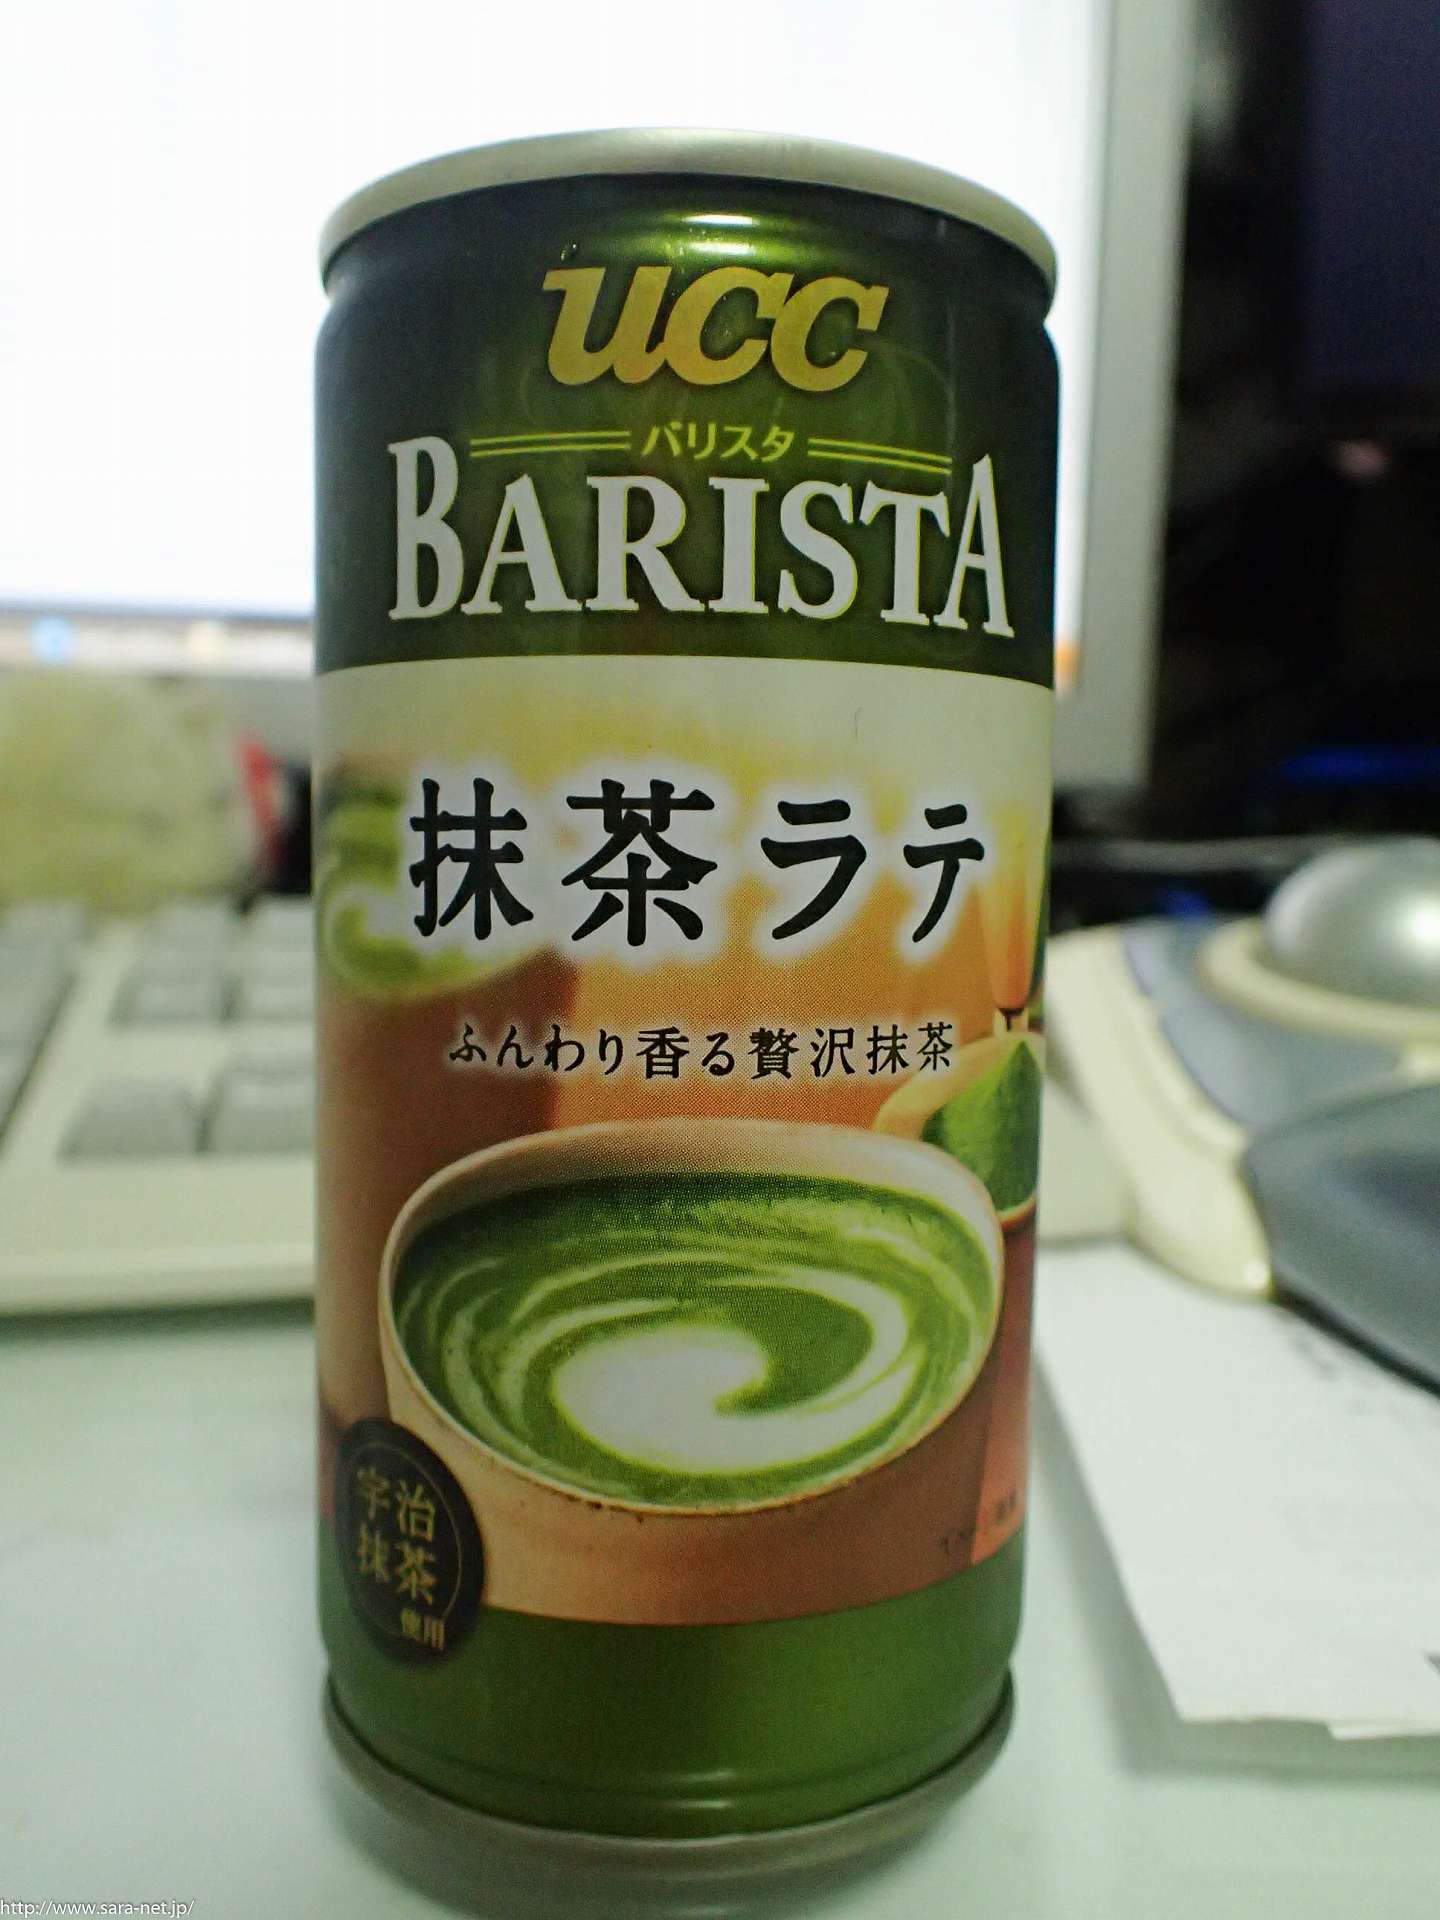 UCC
バリスタ
BARISTA
抹茶ラテ
ふんわり香る贅沢抹茶
宇治
抹茶
使用
http://www.sara-net.jp/